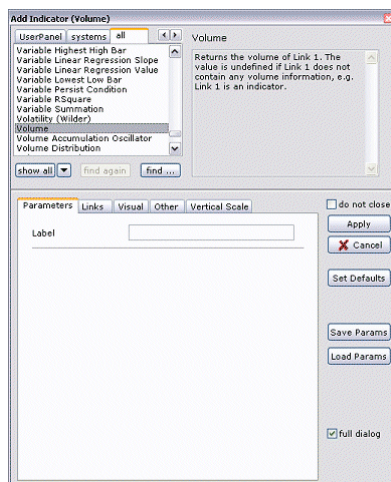 Add Indicator (Volume)
UserPanel systems all
Variable Highest High Bar
Variable Linear Regression Slope
Variable Linear Regression Value
Variable Lowest Low Bar
Variable Persist Condition
Variable RSquare
Variable Summation
Volatility (Wilder)
Volume
Volume Accumulation Oscillator
Volume Distribution
show all find again find ...
Volume
Returns the volume of Link 1. The
value is undefined if Link 1 does not
contain any volume information, e.g.
Link 1 is an indicator.
Parameters Links Visual Other Vertical Scale
Label
do not close
Apply
Cancel
Set Defaults
Save Params
Load Params
full dialog